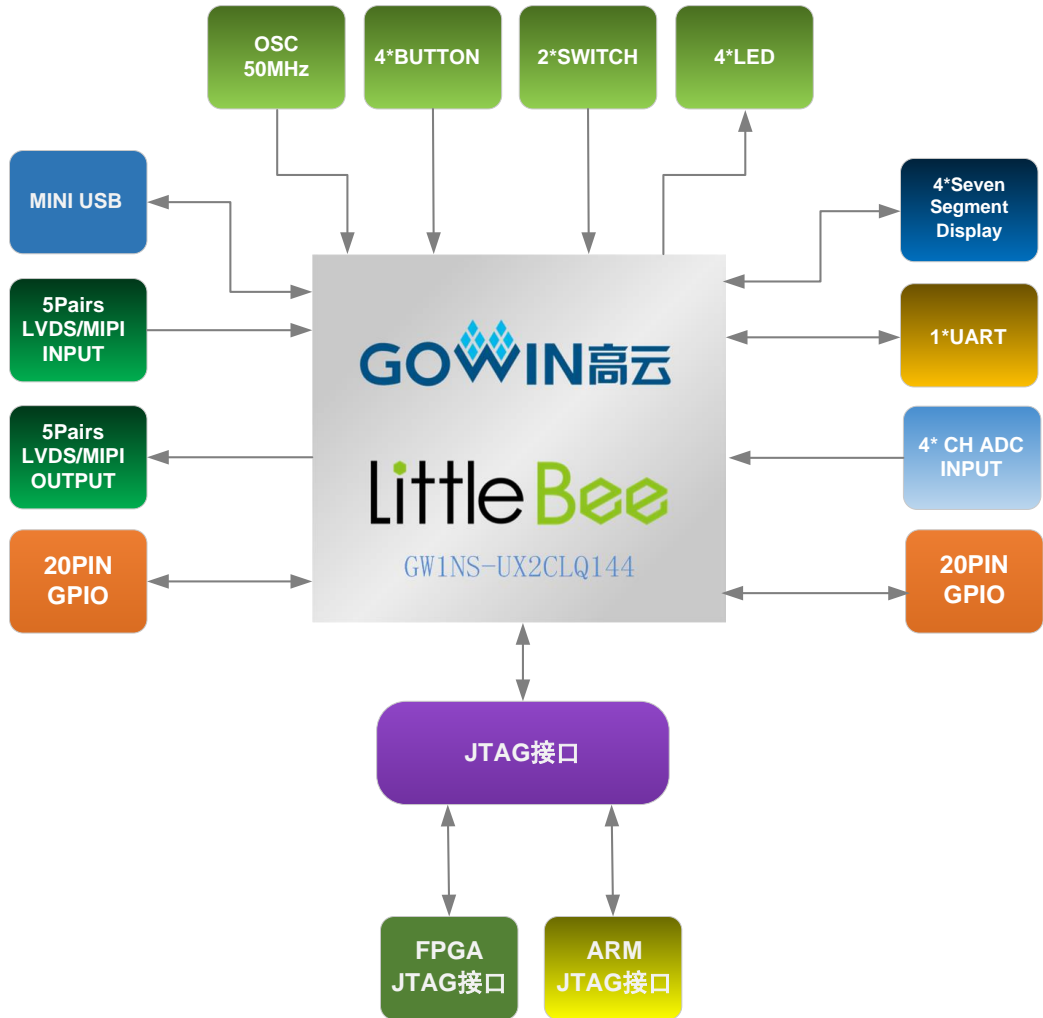 OSC
50MHz
4*BUTTON
2*SWITCH
4*LED
MINI USB
4*Seven
Segment
Display
5Pairs
LVDS/MIPI
INPUT
1*UART
GOWIN高云
5Pairs
LVDS/MIPI
OUTPUT
4* CH ADC
INPUT
LittleBee
GW1NS-UX2CLQ144
20PIN
GPIO
20PIN
GPIO
JTAG接口
FPGA
JTAG接口
ARM
JTAG接口